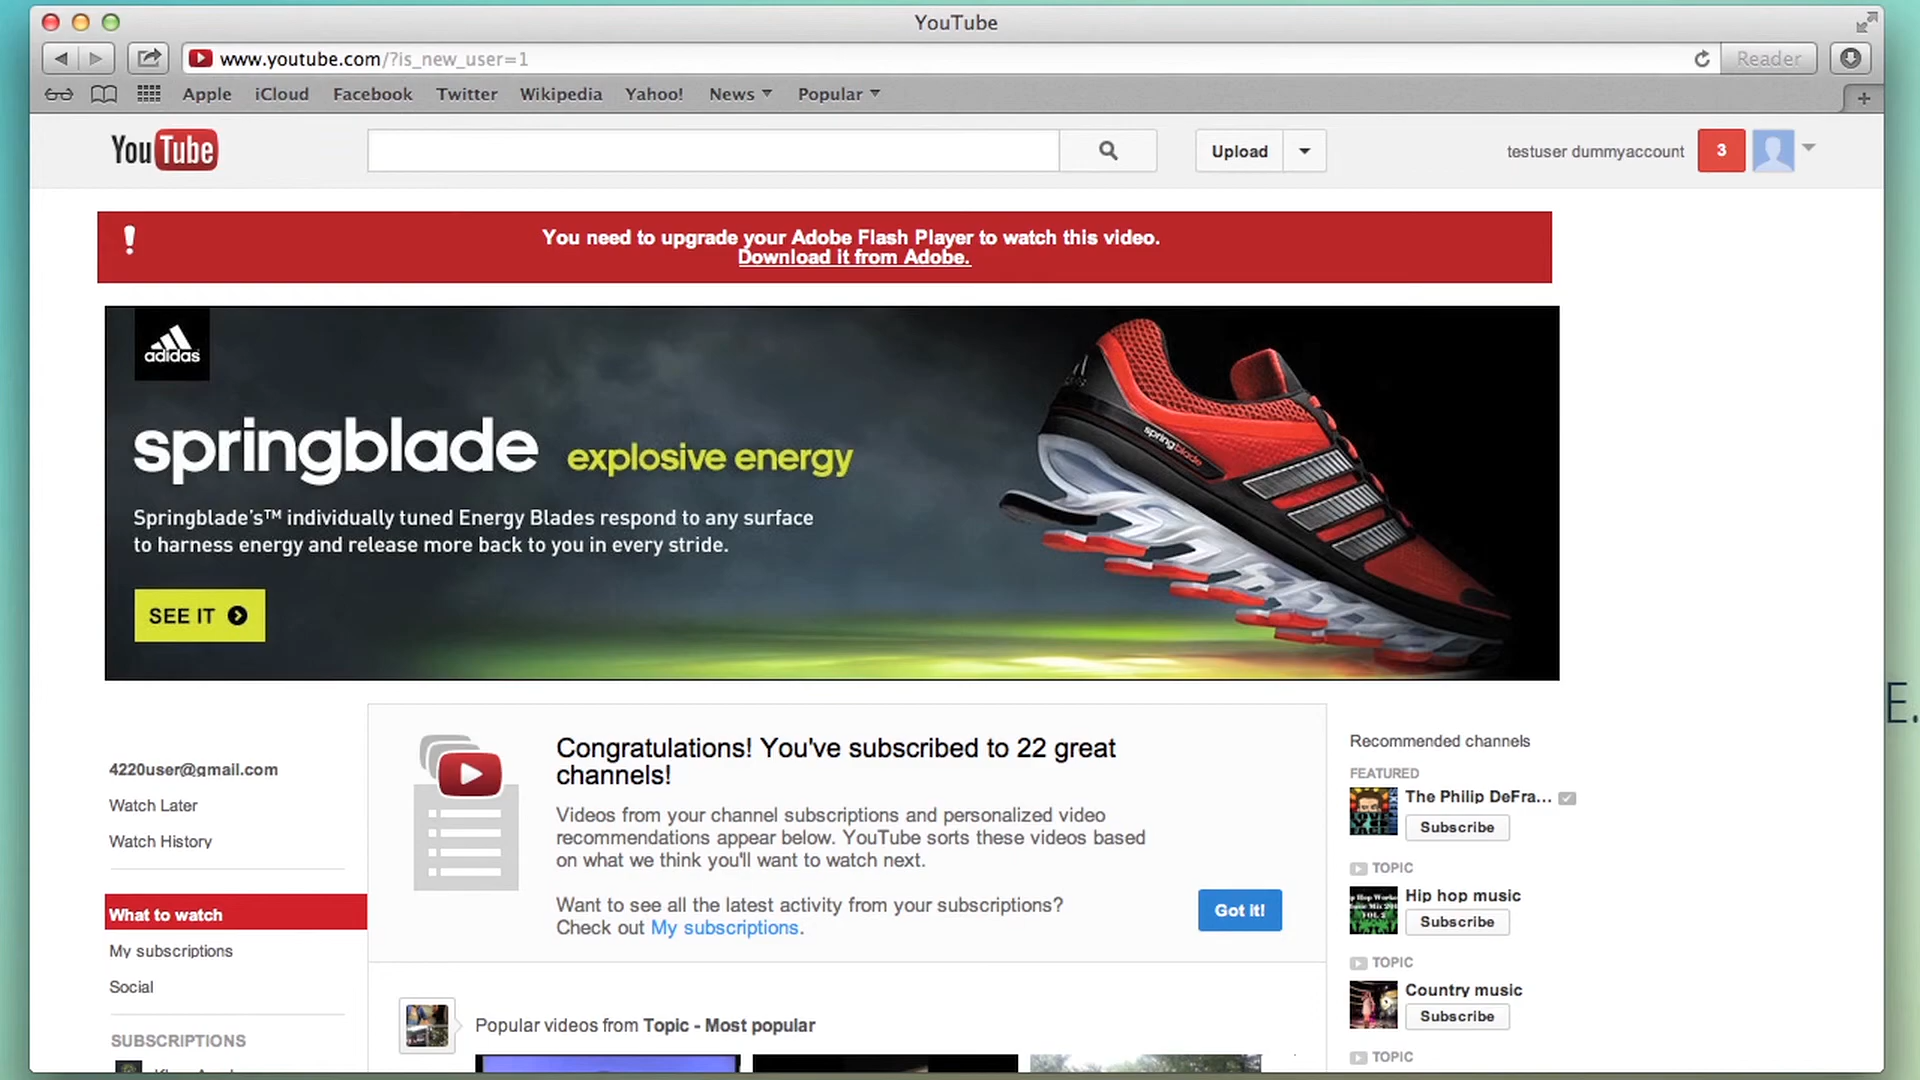 YouTube
www.youtube.com/?is_new_user=1
Reader
Apple
iCloud
Facebook
Twitter
Wikipedia
Yahoo!
News
Popular
YouTube
Upload
testuser dummyaccount
3
You need to upgrade your Adobe Flash Player to watch this video.
Download it from Adobe.
adidas
springblade explosive energy
springblade
Springblade's™ individually tuned Energy Blades respond to any surface
to harness energy and release more back to you in every stride.
SEE IT
E.
4220user@gmail.com
Watch Later
Watch History
What to watch
My subscriptions
Social
SUBSCRIPTIONS
Congratulations! You've subscribed to 22 great
channels!
Videos from your channel subscriptions and personalized video
recommendations appear below. YouTube sorts these videos based
on what we think you'll want to watch next.
Want to see all the latest activity from your subscriptions?
Check out My subscriptions.
Got it!
Popular videos from Topic - Most popular
Recommended channels
FEATURED
The Philip DeFra...
Subscribe
TOPIC
Hip hop music
Subscribe
TOPIC
Country music
Subscribe
TOPIC